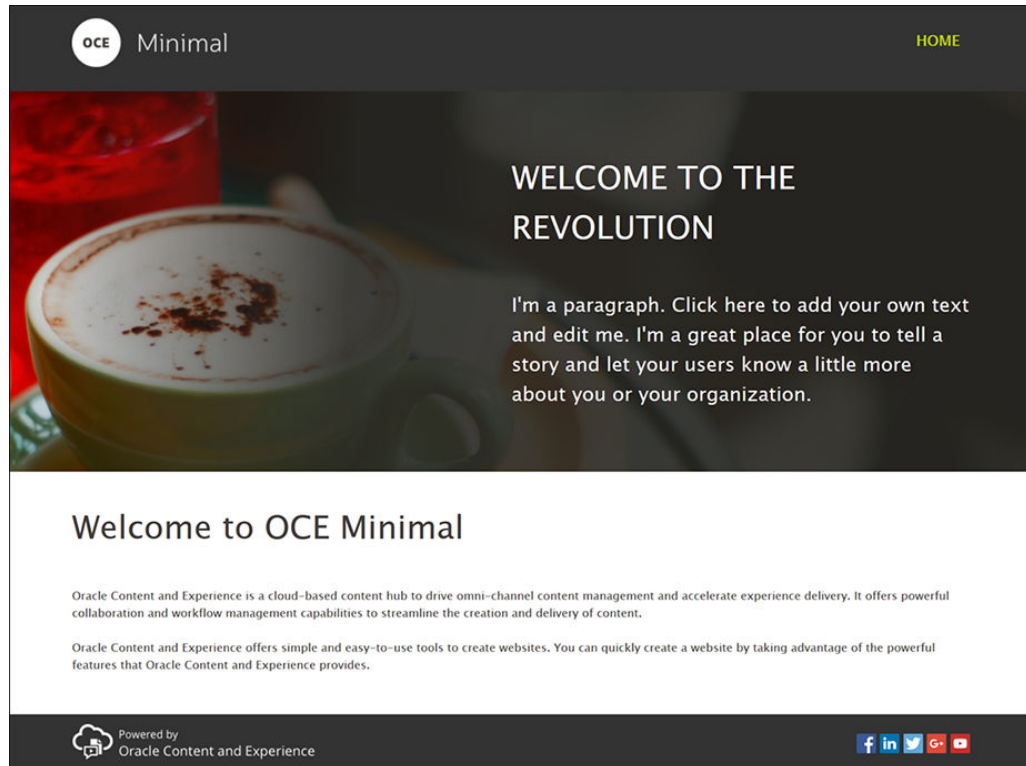 OCE Minimal
HOME
WELCOME TO THE
REVOLUTION
I'm a paragraph. Click here to add your own text
and edit me. I'm a great place for you to tell a
story and let your users know a little more
about you or your organization.
Welcome to OCE Minimal
Oracle Content and Experience is a cloud-based content hub to drive omni-channel content management and accelerate experience delivery. It offers powerful
collaboration and workflow management capabilities to streamline the creation and delivery of content.
Oracle Content and Experience offers simple and easy-to-use tools to create websites. You can quickly create a website by taking advantage of the powerful
features that Oracle Content and Experience provides.
Powered by
Oracle Content and Experience
f in G+